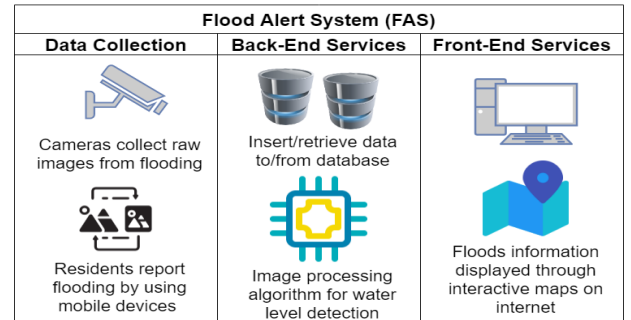 Flood Alert System (FAS)
Data Collection
Back-End Services
Front-End Services
Cameras collect raw
images from flooding
Residents report
flooding by using
mobile devices
Insert/retrieve data
to/from database
Image processing
algorithm for water
level detection
Floods information
displayed through
interactive maps on
internet